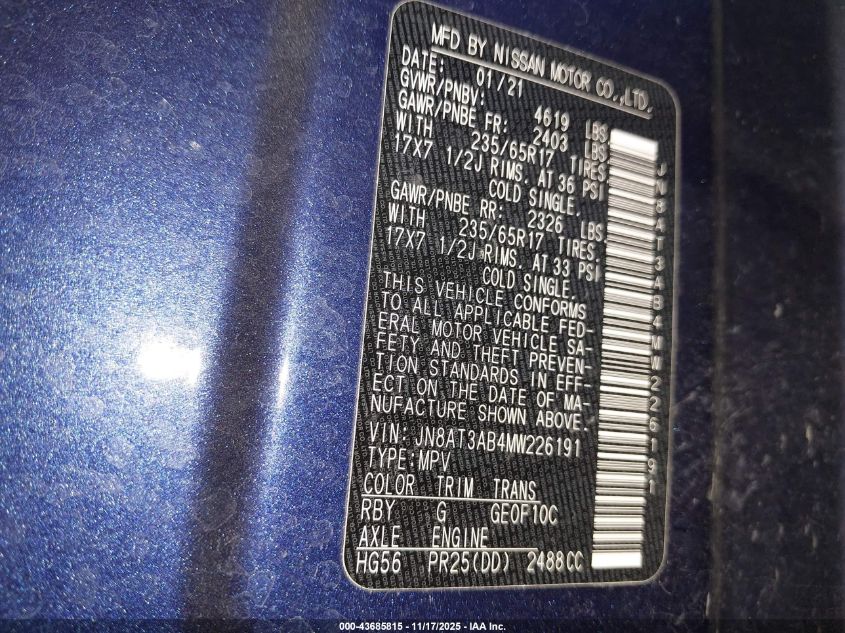 MFD BY NISSAN MOTOR CO.,LTD.
DATE: 01/21
GVWR/PNBV: 4619 LBS
GAWR/PNBE FR: 2403 LBS
WITH 235/65R17 TIRES,
17X7 1/2J RIMS. AT 36 PSI
COLD SINGLE.
GAWR/PNBE RR: 2326 LBS
WITH 235/65R17 TIRES.
17X7 1/2J RIMS. AT 33 PSI
COLD SINGLE.
THIS VEHICLE CONFORMS
TO ALL APPLICABLE FED-
ERAL MOTOR VEHICLE SA-
FETY AND THEFT PREVEN-
TION STANDARDS IN EFF-
ECT ON THE DATE OF MA-
NUFACTURE SHOWN ABOVE.
VIN: JN8AT3AB4MW226191
TYPE:MPV
COLOR TRIM TRANS
RBY G GE0F10C
AXLE ENGINE
HG56 PR25(DD) 2488CC
JN8AT3AB4MW226191
000-43685815 - 11/17/2025 - IAA Inc.